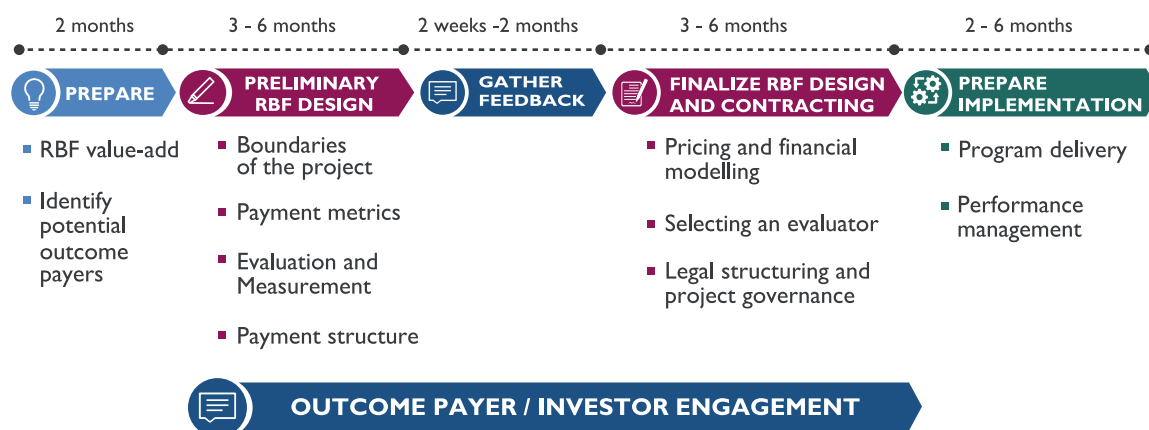 2 months
3 - 6 months
2 weeks -2 months
3 - 6 months
2 - 6 months
PREPARE
PRELIMINARY
RBF DESIGN
GATHER
FEEDBACK
FINALIZE RBF DESIGN
AND CONTRACTING
PREPARE
IMPLEMENTATION
RBF value-add
Identify
potential
outcome
payers
Boundaries
of the project
Payment metrics
Evaluation and
Measurement
Payment structure
Pricing and financial
modelling
Selecting an evaluator
Legal structuring and
project governance
Program delivery
Performance
management
OUTCOME PAYER / INVESTOR ENGAGEMENT